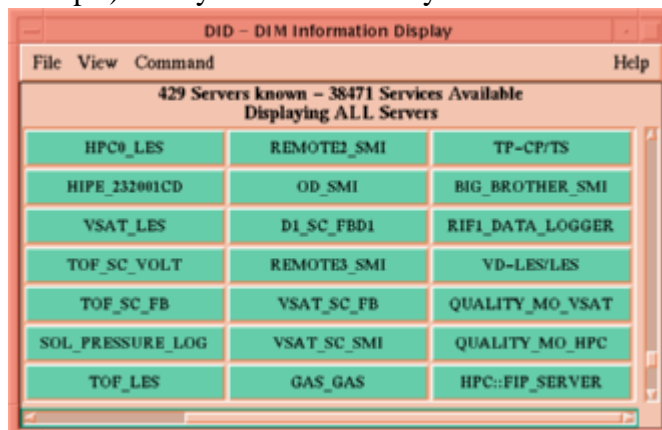 DID - DIM Information Display
File View Command Help
429 Servers known - 38471 Services Available
Displaying ALL Servers
HPC0_LES REMOTE2_SMI TP-CP/TS
HIPE_232001CD OD_SMI BIG_BROTHER_SMI
VSAT_LES D1_SC_FBD1 RIF1_DATA_LOGGER
TOF_SC_VOLT REMOTE3_SMI VD-LES/LES
TOF_SC_FB VSAT_SC_FB QUALITY_MO_VSAT
SOL_PRESSURE_LOG VSAT_SC_SMI QUALITY_MO_HPC
TOF_LES GAS_GAS HPC::FIP_SERVER